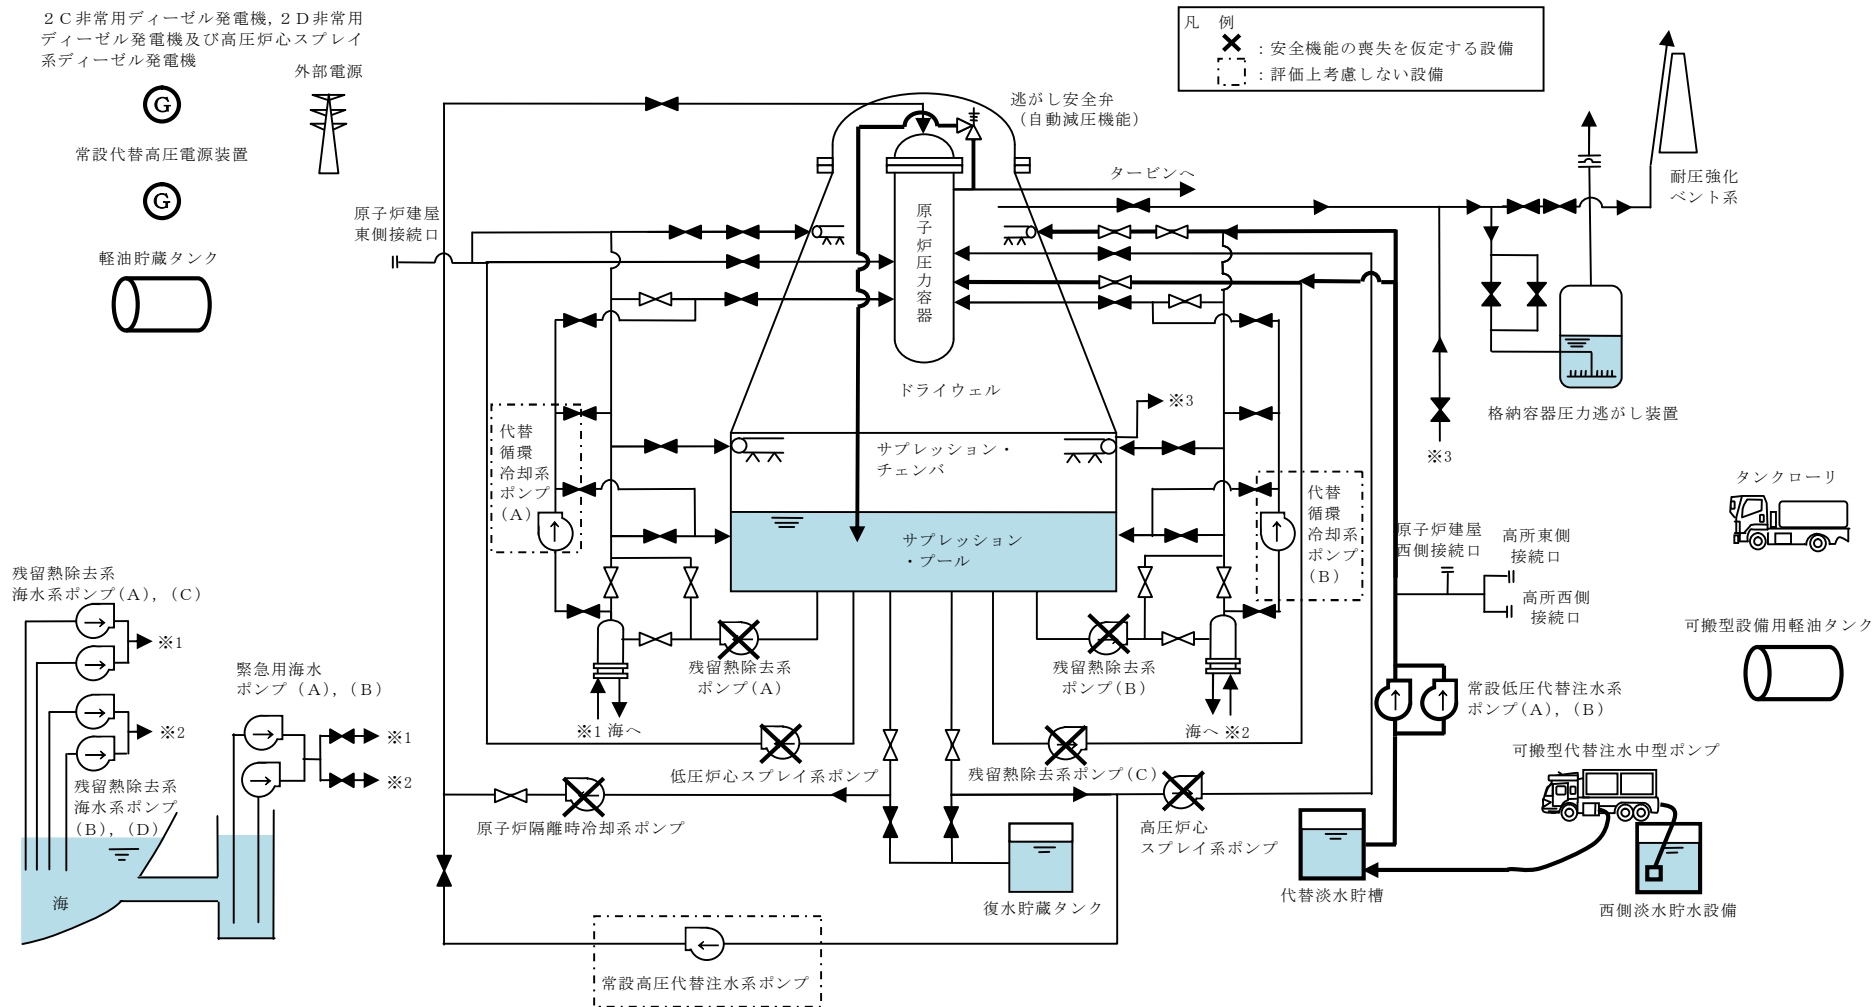 2C非常用ディーゼル発電機,2D非常用
ディーゼル発電機及び高圧炉心スプレイ
系ディーゼル発電機
外部電源
G
常設代替高圧電源装置
G
軽油貯蔵タンク
凡 例
:安全機能の喪失を仮定する設備
:評価上考慮しない設備
逃がし安全弁
(自動減圧機能)
タービンへ
耐圧強化
ベント系
原子炉建屋
東側接続口
原子炉圧力容器
ドライウェル
※3
サプレッション・
チェンバ
サプレッション
・プール
代替
循環
冷却系
ポンプ
(A)
代替
循環
冷却系
ポンプ
(B)
※3
格納容器圧力逃がし装置
タンクローリ
原子炉建屋
西側接続口
高所東側
接続口
高所西側
接続口
可搬型設備用軽油タンク
残留熱除去系
海水系ポンプ(A),(C)
※1
※2
残留熱除去系
海水系ポンプ
(B),(D)
緊急用海水
ポンプ(A),(B)
※1
※2
海
残留熱除去系
ポンプ(A)
※1 海へ
残留熱除去系
ポンプ(B)
海へ ※2
低圧炉心スプレイ系ポンプ
残留熱除去系ポンプ(C)
原子炉隔離時冷却系ポンプ
高圧炉心
スプレイ系ポンプ
復水貯蔵タンク
常設高圧代替注水系ポンプ
常設低圧代替注水系
ポンプ(A),(B)
可搬型代替注水中型ポンプ
代替淡水貯槽
西側淡水貯水設備